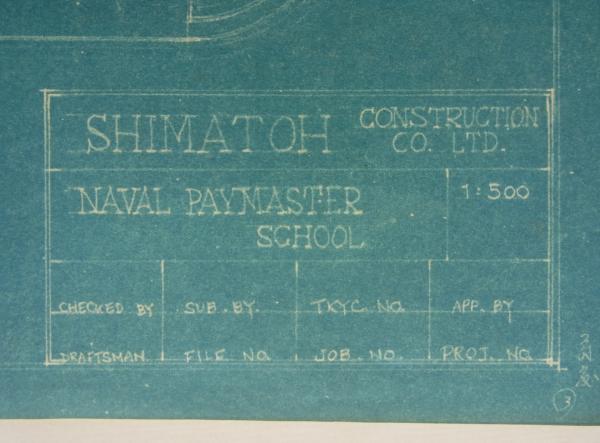 SHIMATOH CONSTRUCTION
CO. LTD.
NAVAL PAYMASTER
SCHOOL
1:500
CHECKED BY SUB. BY. TKYC. NO. APP. BY
DRAFTSMAN. FILE NO. JOB. NO. PROJ. NO.
3